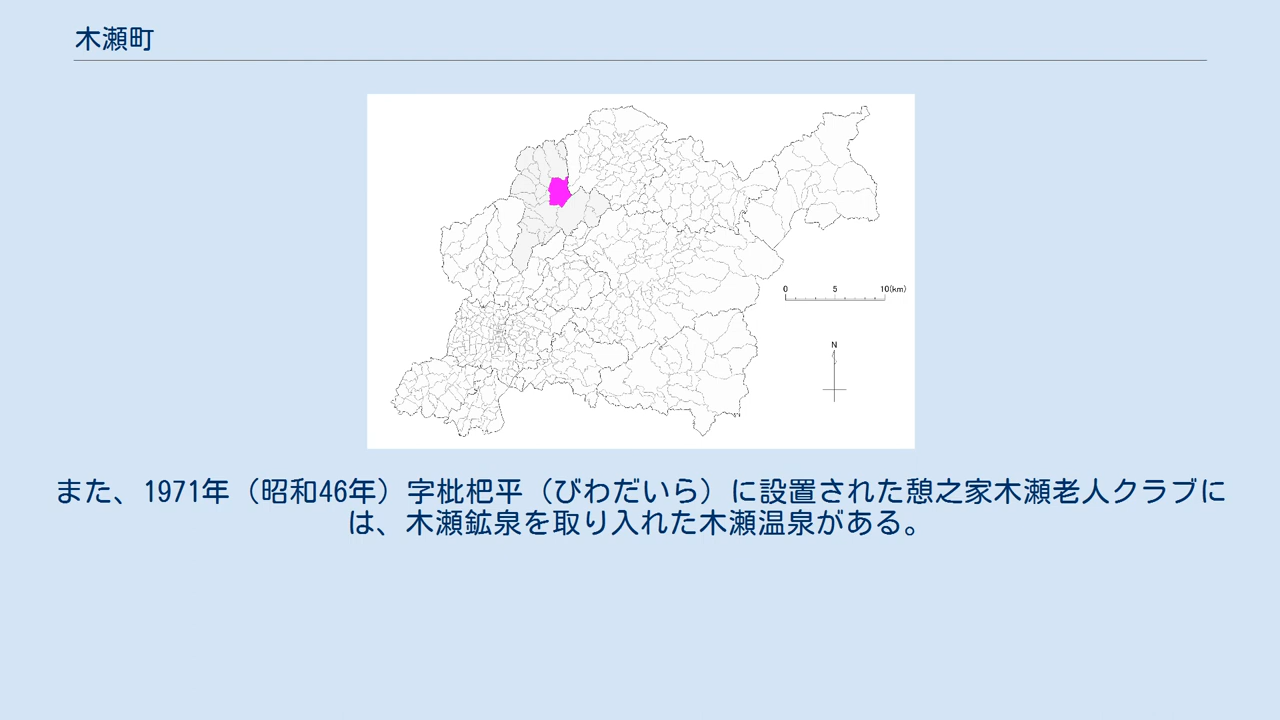 木瀬町
0 5 10(km)
N
また、1971年（昭和46年）字枇杷平（びわだいら）に設置された憩之家木瀬老人クラブに
は、木瀬鉱泉を取り入れた木瀬温泉がある。